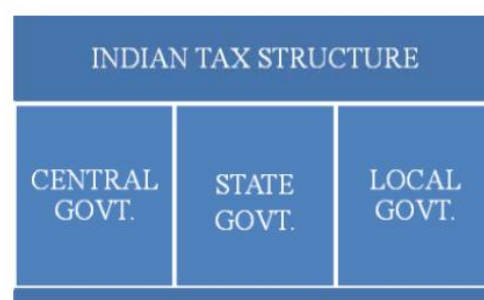 INDIAN TAX STRUCTURE
CENTRAL
GOVT.
STATE
GOVT.
LOCAL
GOVT.